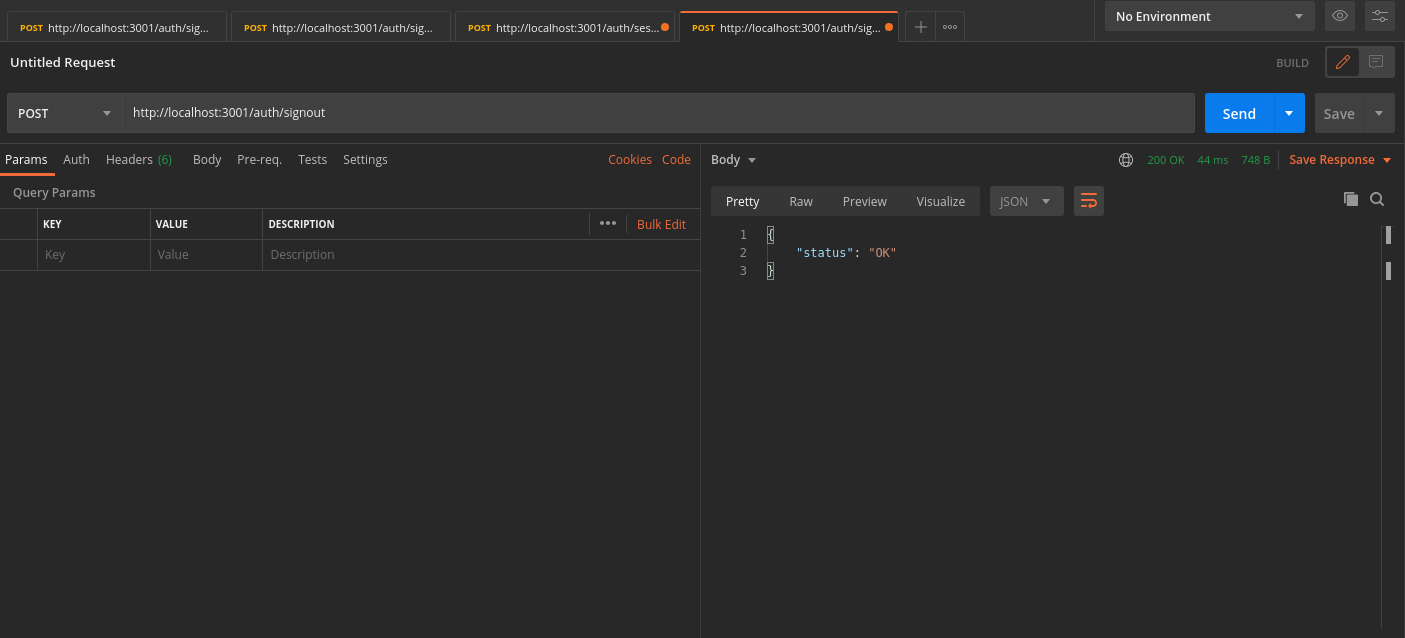 POST http://localhost:3001/auth/sig... POST http://localhost:3001/auth/sig... POST http://localhost:3001/auth/ses... POST http://localhost:3001/auth/sig... No Environment
Untitled Request BUILD
POST http://localhost:3001/auth/signout Send Save
Params Auth Headers (6) Body Pre-req. Tests Settings Cookies Code
Query Params
KEY VALUE DESCRIPTION ••• Bulk Edit
Key Value Description
Body 200 OK 44 ms 748 B Save Response
Pretty Raw Preview Visualize JSON
1 {
2 "status": "OK"
3 }